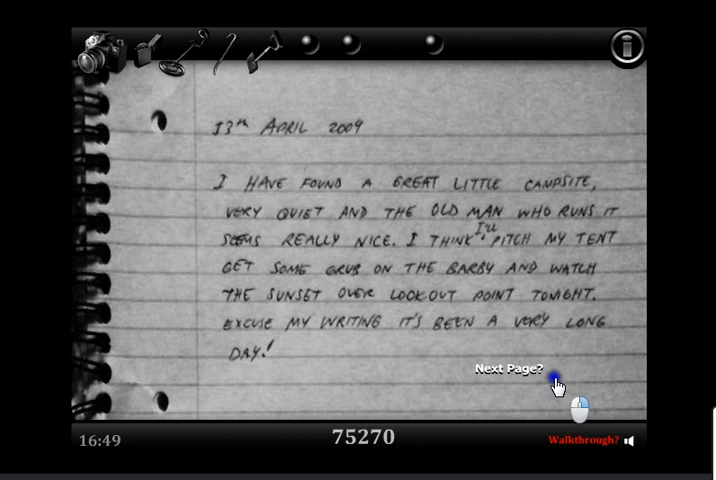 13th APRIL 2009
I HAVE FOUND A GREAT LITTLE CAMPSITE,
VERY QUIET AND THE OLD MAN WHO RUNS IT
SEEMS REALLY NICE. I THINK I'll PITCH MY TENT
GET SOME GRUB ON THE BARBY AND WATCH
THE SUNSET OVER LOOKOUT POINT TONIGHT.
EXCUSE MY WRITING IT'S BEEN A VERY LONG
DAY!
Next Page?
16:49
75270
Walkthrough?